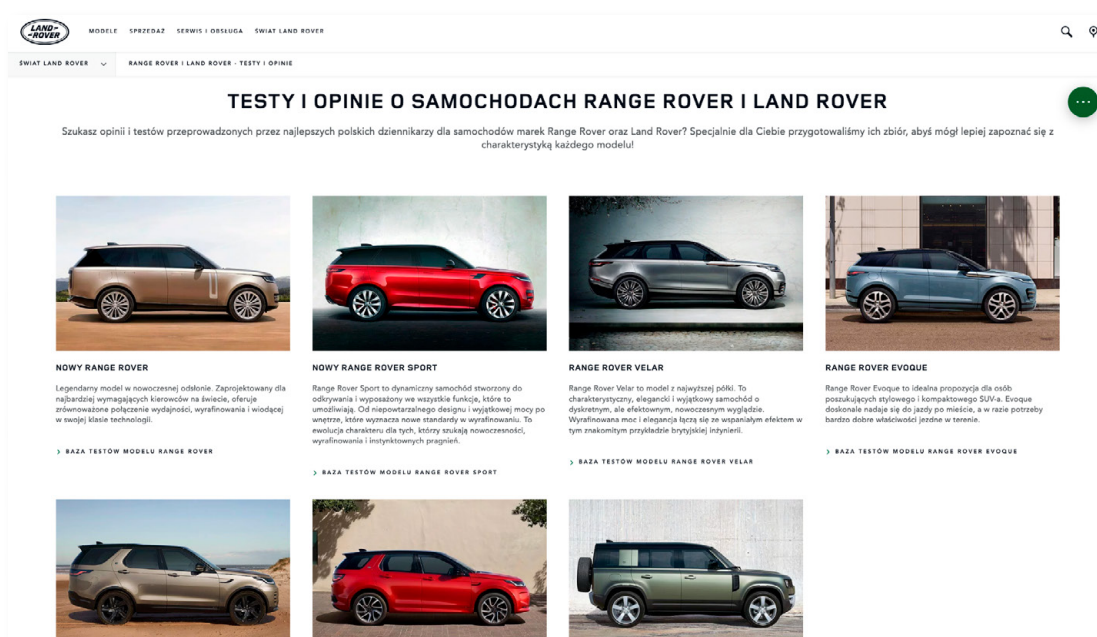 LAND-
-ROVER
MODELE SPRZEDAŻ SERWIS I OBSŁUGA ŚWIAT LAND ROVER
ŚWIAT LAND ROVER RANGE ROVER I LAND ROVER - TESTY I OPINIE
TESTY I OPINIE O SAMOCHODACH RANGE ROVER I LAND ROVER
Szukasz opinii i testów przeprowadzonych przez najlepszych polskich dziennikarzy dla samochodów marek Range Rover oraz Land Rover? Specjalnie dla Ciebie przygotowaliśmy ich zbiór, abyś mógł lepiej zapoznać się z
charakterystyką każdego modelu!
NOWY RANGE ROVER
Legendarny model w nowoczesnej odsłonie. Zaprojektowany dla
najbardziej wymagających kierowców na świecie, oferuje
zrównoważone połączenie wydajności, wyrafinowania i wiodącej
w swojej klasie technologii.
BAZA TESTÓW MODELU RANGE ROVER
NOWY RANGE ROVER SPORT
Range Rover Sport to dynamiczny samochód stworzony do
odkrywania i wyposażony we wszystkie funkcje, które to
umożliwiają. Od niepowtarzalnego designu i wyjątkowej mocy po
wnętrze, które wyznacza nowe standardy w wyrafinowaniu. To
ewolucja charakteru dla tych, którzy szukają nowoczesności,
wyrafinowania i instynktownych pragnień.
BAZA TESTÓW MODELU RANGE ROVER SPORT
RANGE ROVER VELAR
Range Rover Velar to model z najwyższej półki. To
charakterystyczny, elegancki i wyjątkowy samochód o
dyskretnym, ale efektownym, nowoczesnym wyglądzie.
Wyrafinowana moc i elegancja łączą się ze wspaniałym efektem w
tym znakomitym przykładzie brytyjskiej inżynierii.
BAZA TESTÓW MODELU RANGE ROVER VELAR
RANGE ROVER EVOQUE
Range Rover Evoque to idealna propozycja dla osób
poszukujących stylowego i kompaktowego SUV-a. Evoque
doskonale nadaje się do jazdy po mieście, a w razie potrzeby
bardzo dobre właściwości jezdne w terenie.
BAZA TESTÓW MODELU RANGE ROVER EVOQUE